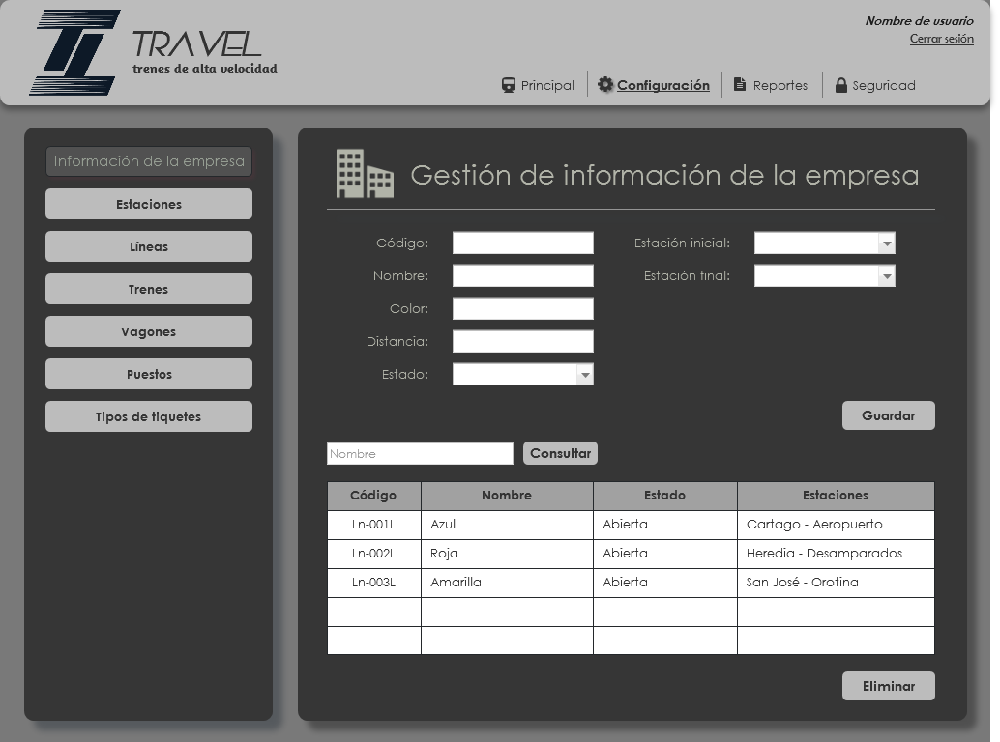 Nombre de usuario
Cerrar sesión
TRAVEL
trenes de alta velocidad
Principal
Configuración
Reportes
Seguridad
Información de la empresa
Estaciones
Líneas
Trenes
Vagones
Puestos
Tipos de tiquetes
Gestión de información de la empresa
Código:
Estación inicial:
Nombre:
Estación final:
Color:
Distancia:
Estado:
Guardar
Nombre
Consultar
Código Nombre Estado Estaciones
Ln-001L Azul Abierta Cartago - Aeropuerto
Ln-002L Roja Abierta Heredia - Desamparados
Ln-003L Amarilla Abierta San José - Orotina
Eliminar